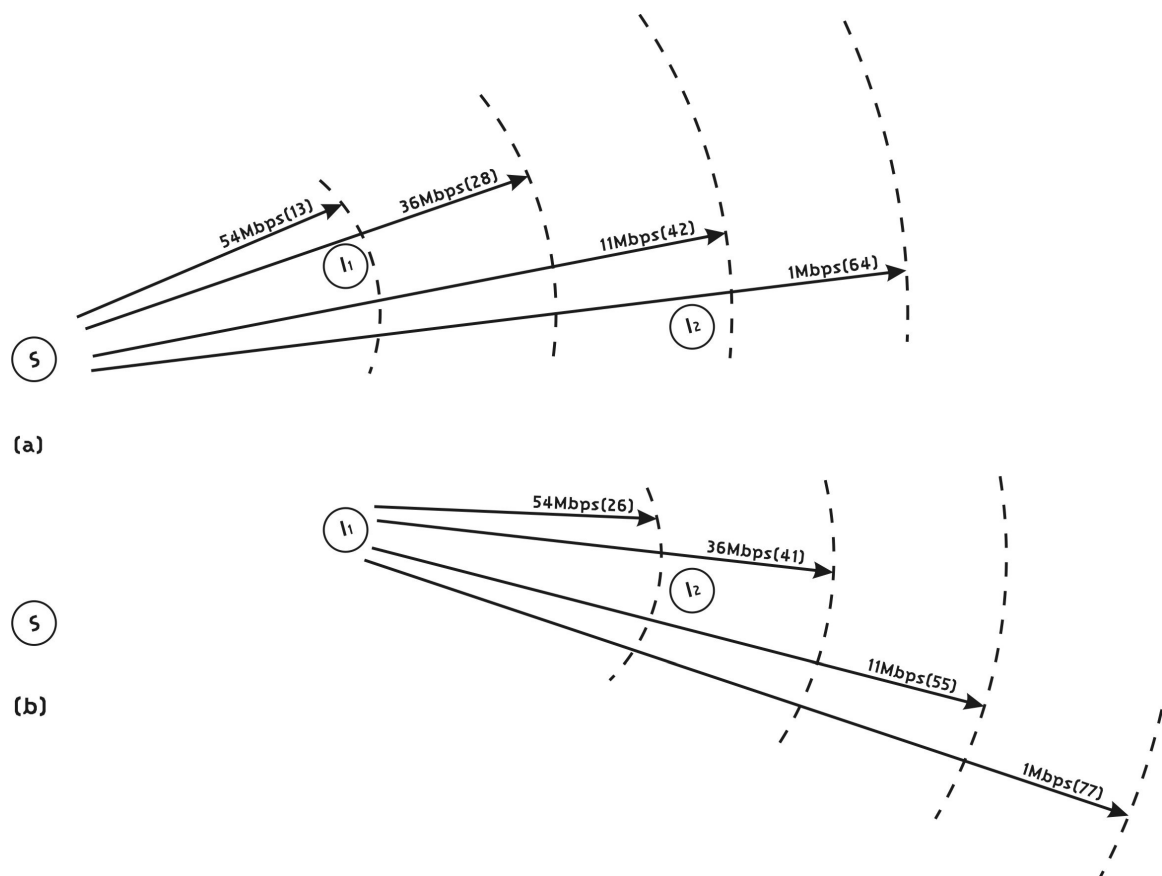 54Mbps(13)
36Mbps(28)
11Mbps(42)
1Mbps(64)
I1
I2
S
(a)
54Mbps(26)
I1
36Mbps(41)
I2
S
11Mbps(55)
(b)
1Mbps(77)